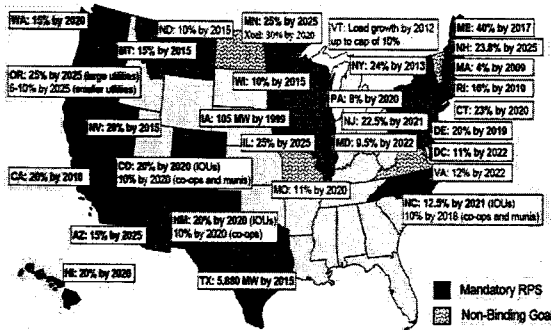 WA: 15% by 2020
ND: 10% by 2015
MN: 25% by 2025
Xcel: 30% by 2020
VT: Load growth by 2012
up to cap of 10%
ME: 40% by 2017
MT: 15% by 2015
NH: 23.8% by 2025
OR: 25% by 2025 (large utilities)
5-10% by 2025 (smaller utilities)
WI: 10% by 2015
NY: 24% by 2013
MA: 4% by 2009
RI: 16% by 2019
PA: 8% by 2020
CT: 23% by 2020
NV: 20% by 2015
IA: 105 MW by 1999
NJ: 22.5% by 2021
DE: 20% by 2019
IL: 25% by 2025
MD: 9.5% by 2022
DC: 11% by 2022
CA: 20% by 2010
CO: 20% by 2020 (IOUs)
10% by 2020 (co-ops and munis)
VA: 12% by 2022
MO: 11% by 2020
NC: 12.5% by 2021 (IOUs)
10% by 2018 (co-ops and munis)
NM: 20% by 2020 (IOUs)
10% by 2020 (co-ops)
AZ: 15% by 2025
HI: 20% by 2020
TX: 5,880 MW by 2015
Mandatory RPS
Non-Binding Goa